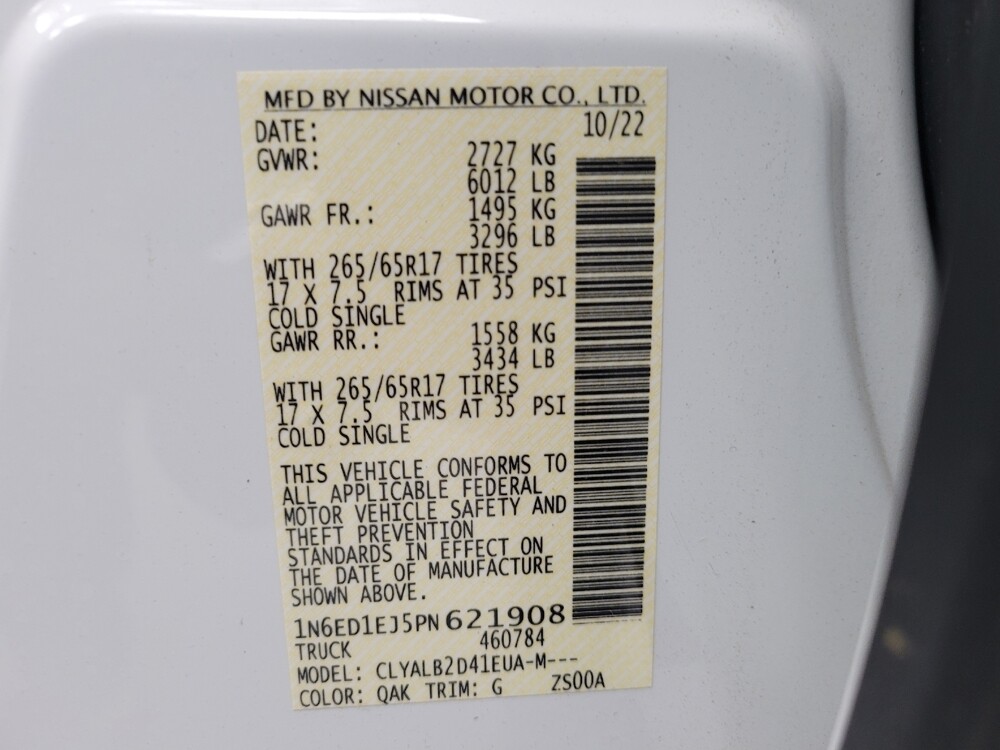 MFD BY NISSAN MOTOR CO., LTD.
DATE: 10/22
GVWR: 2727 KG
6012 LB
GAWR FR.: 1495 KG
3296 LB
WITH 265/65R17 TIRES
17 X 7.5 RIMS AT 35 PSI
COLD SINGLE
GAWR RR.: 1558 KG
3434 LB
WITH 265/65R17 TIRES
17 X 7.5 RIMS AT 35 PSI
COLD SINGLE
THIS VEHICLE CONFORMS TO
ALL APPLICABLE FEDERAL
MOTOR VEHICLE SAFETY AND
THEFT PREVENTION
STANDARDS IN EFFECT ON
THE DATE OF MANUFACTURE
SHOWN ABOVE.
1N6ED1EJ5PN621908
TRUCK 460784
MODEL: CLYALB2D41EUA-M---
COLOR: QAK TRIM: G ZS00A